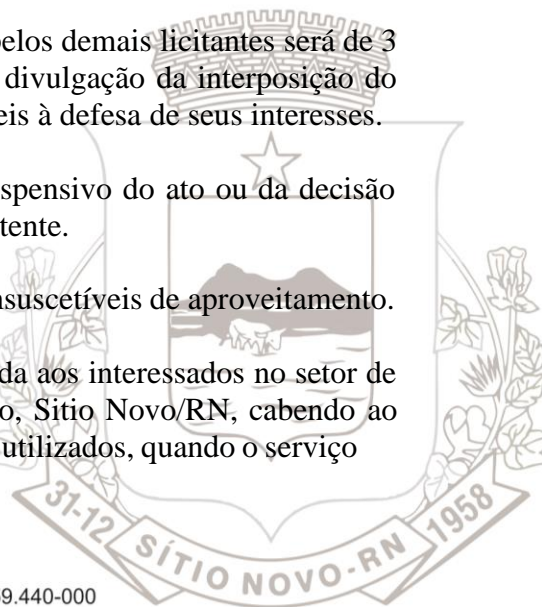 pelos demais licitantes será de 3
divulgação da interposição do
eis à defesa de seus interesses.
spensivo do ato ou da decisão
tente.
nsuscetíveis de aproveitamento.
da aos interessados no setor de
o, Sitio Novo/RN, cabendo ao
utilizados, quando o serviço
31-12 SÍTIO NOVO-RN 1958
59.440-000